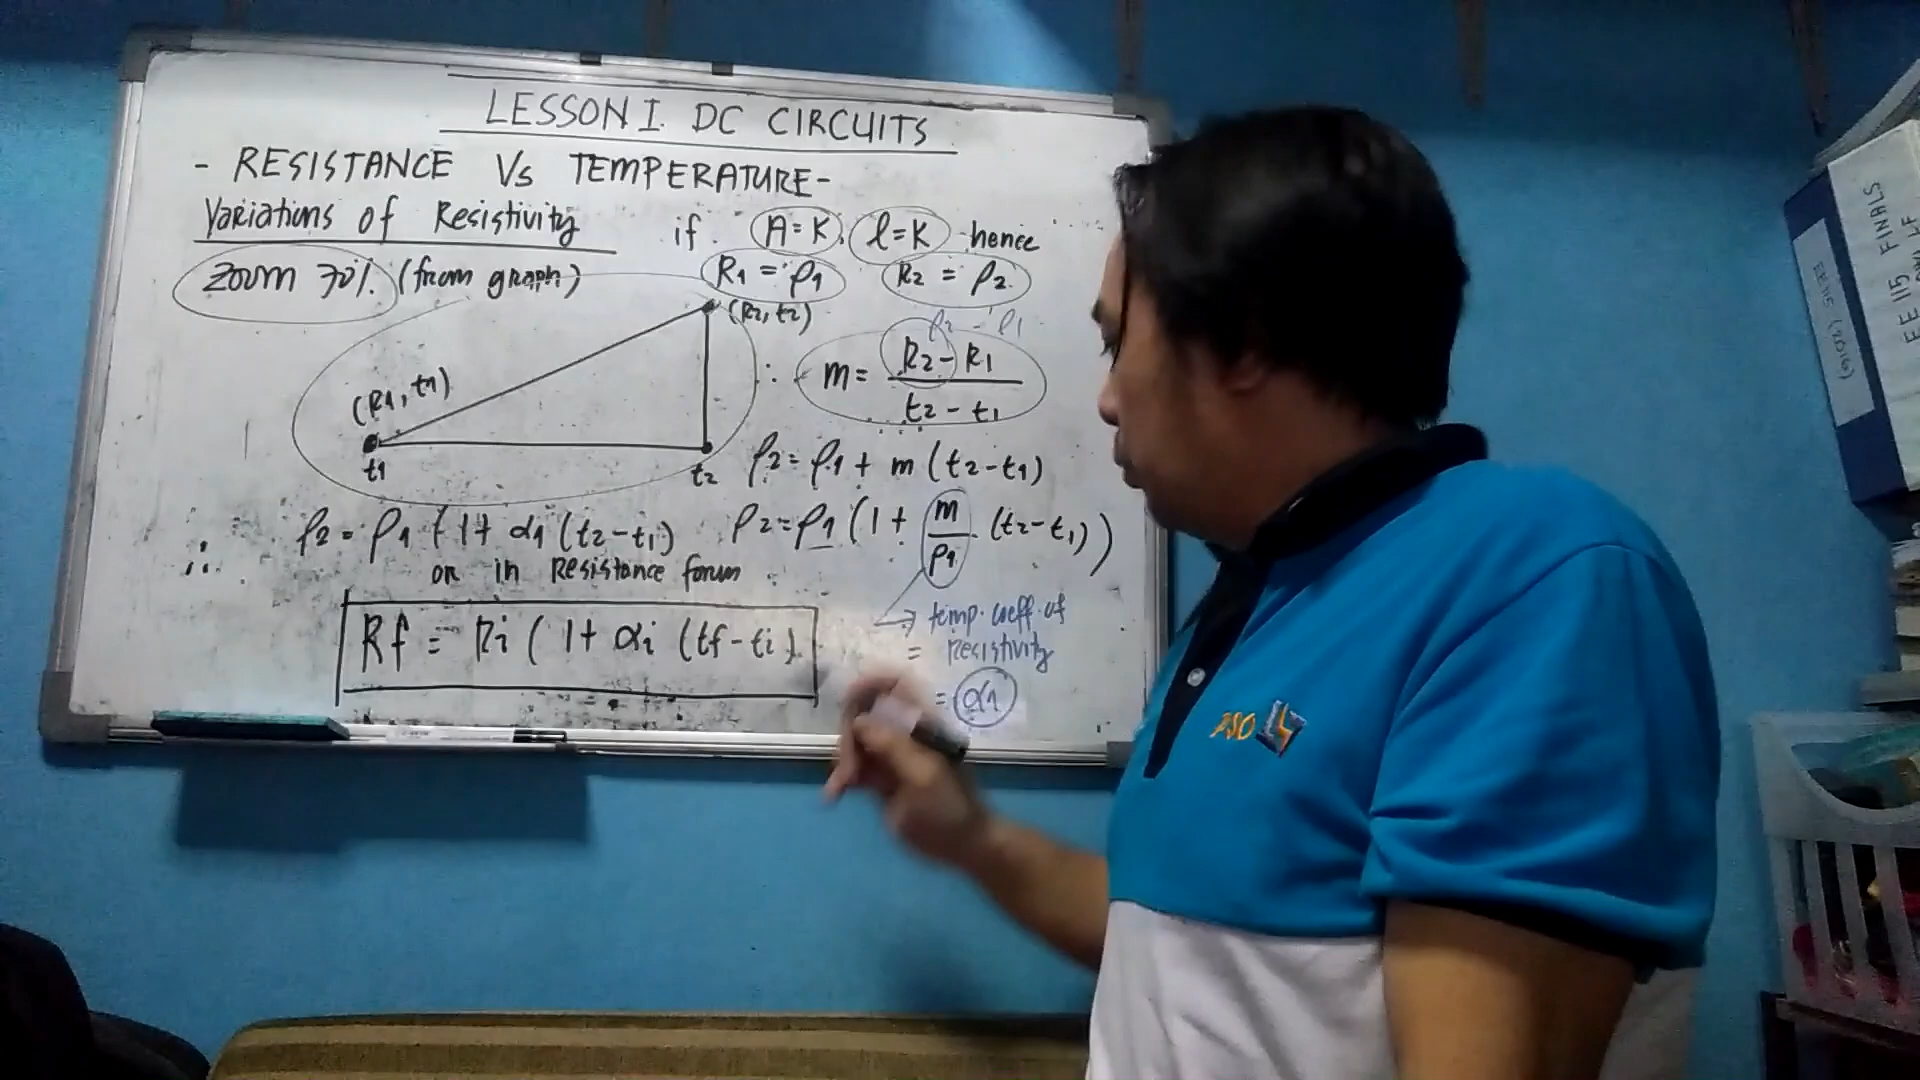 LESSON I. DC CIRCUITS
- RESISTANCE Vs TEMPERATURE-
Variations of Resistivity
if A=K, l=K hence
Zoom 70% (from graph)
R1 = ρ1 R2 = ρ2
(R2,t2)
ρ2 - ρ1
∴ m= R2-R1 / t2-t1
(R1,t1)
t1 t2
ρ2=ρ1+m(t2-t1)
∴ ρ2=ρ1(1+α1(t2-t1) ρ2=ρ1(1+ m/ρ1 (t2-t1))
or in resistance form
→ temp. coeff. of
= Resistivity
= α1
Rf = Ri(1+αi(tf-ti)
EE 115 FINALS
EE115 (2016)